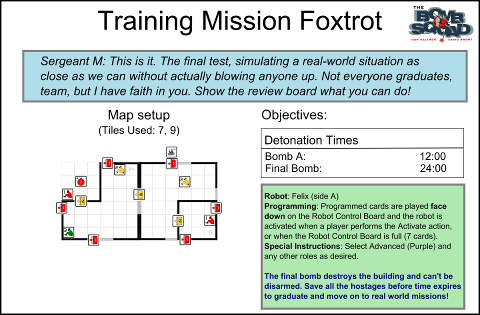 Training Mission Foxtrot
THE
BOMB
SQUAD
Sergeant M: This is it. The final test, simulating a real-world situation as
close as we can without actually blowing anyone up. Not everyone graduates,
team, but I have faith in you. Show the review board what you can do!
Map setup
(Tiles Used: 7, 9)
Objectives:
Detonation Times
Bomb A: 12:00
Final Bomb: 24:00
Robot: Felix (side A)
Programming: Programmed cards are played face
down on the Robot Control Board and the robot is
activated when a player performs the Activate action,
or when the Robot Control Board is full (7 cards).
Special Instructions: Select Advanced (Purple) and
any other roles as desired.
The final bomb destroys the building and can't be
disarmed. Save all the hostages before time expires
to graduate and move on to real world missions!